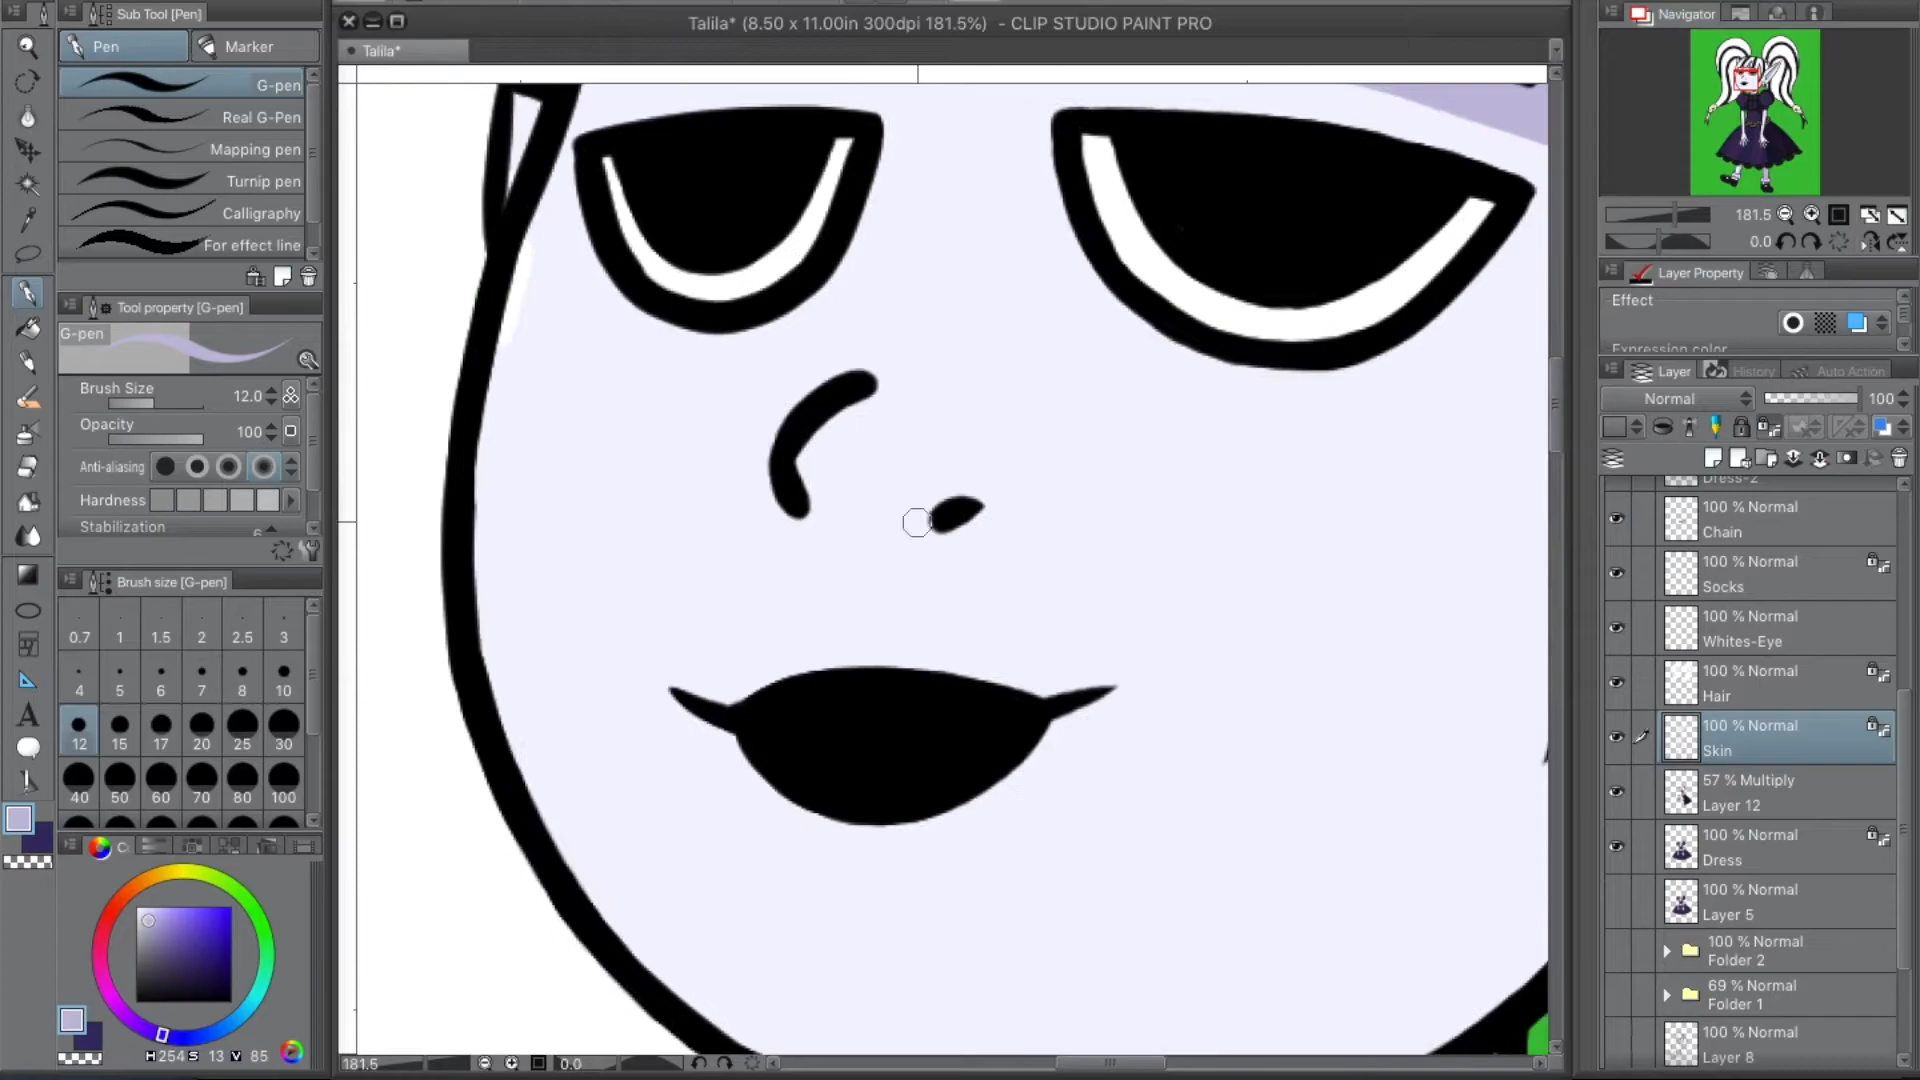 Sub Tool [Pen]
Talila* (8.50 x 11.00in 300dpi 181.5%) - CLIP STUDIO PAINT PRO
Navigator
Pen
Marker
Talila*
G-pen
Real G-Pen
Mapping pen
Turnip pen
Calligraphy
For effect line
181.5
0.0
Tool property [G-pen]
G-pen
Brush Size
12.0
Opacity
100
Anti-aliasing
Hardness
Stabilization
6
Brush size [G-pen]
0.7 1 1.5 2 2.5 3
4 5 6 7 8 10
12 15 17 20 25 30
40 50 60 70 80 100
C
H 254 S 13 V 85
181.5
0.0
Layer Property
Effect
Expression color
Layer
History
Auto Action
Normal
100
Dress-2
100 % Normal
Chain
100 % Normal
Socks
100 % Normal
Whites-Eye
100 % Normal
Hair
100 % Normal
Skin
57 % Multiply
Layer 12
100 % Normal
Dress
100 % Normal
Layer 5
100 % Normal
Folder 2
69 % Normal
Folder 1
100 % Normal
Layer 8